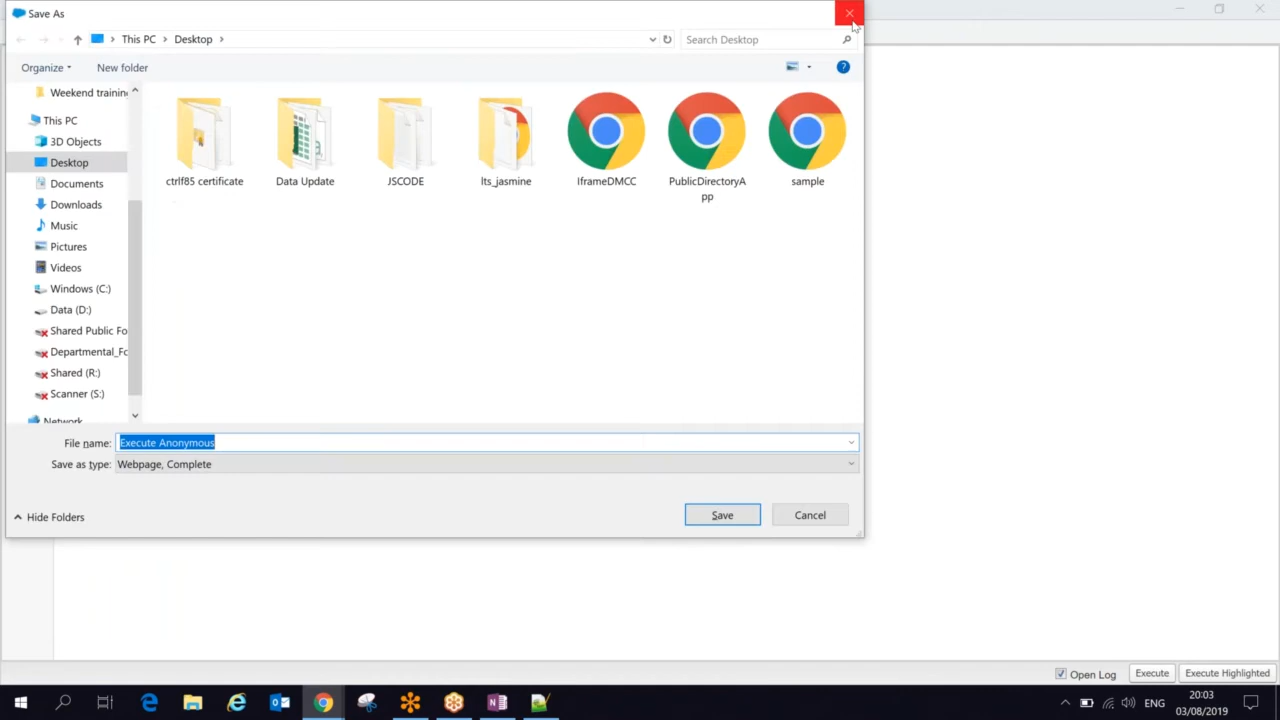 Save As
This PC
Desktop
Search Desktop
Organize
New folder
Weekend training
This PC
3D Objects
Desktop
Documents
Downloads
Music
Pictures
Videos
Windows (C:)
Data (D:)
Shared Public Fo
Departmental_Fo
Shared (R:)
Scanner (S:)
Network
ctrlf85 certificate
Data Update
JSCODE
lts_jasmine
IframeDMCC
PublicDirectoryA
pp
sample
File name: Execute Anonymous
Save as type: Webpage, Complete
Hide Folders
Save
Cancel
Open Log
Execute
Execute Highlighted
ENG
20:03
03/08/2019